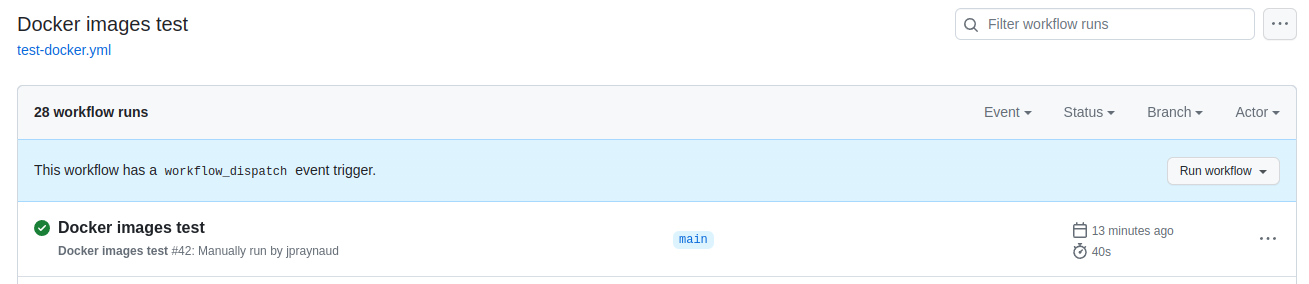 Docker images test
Filter workflow runs
test-docker.yml
28 workflow runs
Event
Status
Branch
Actor
This workflow has a workflow_dispatch event trigger.
Run workflow
Docker images test
Docker images test #42: Manually run by jpraynaud
main
13 minutes ago
40s